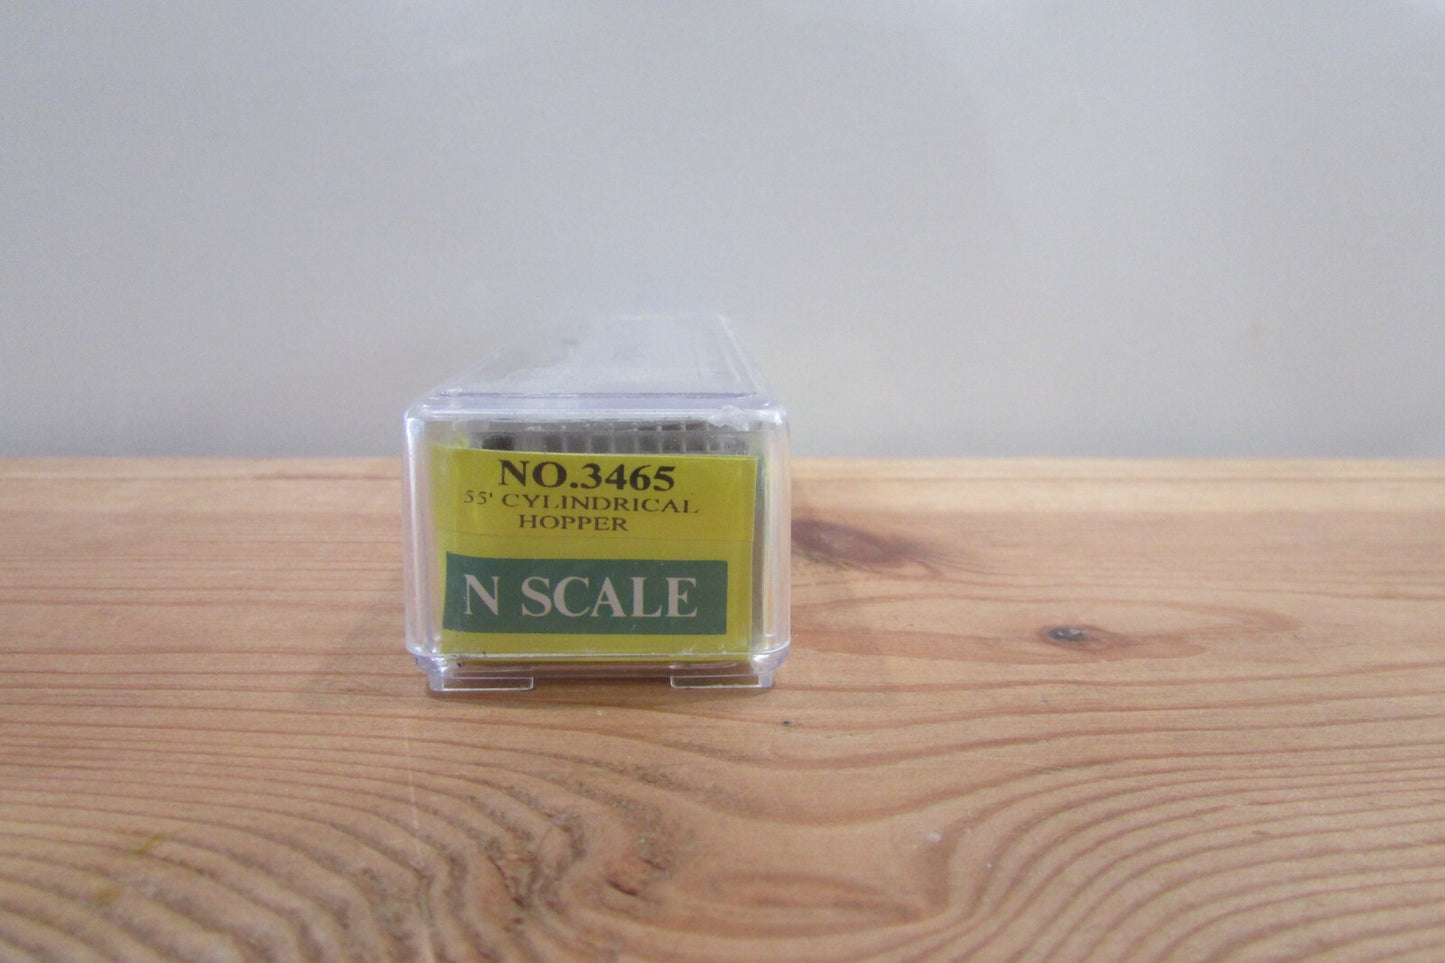 NO.3465
55' CYLINDRICAL
HOPPER
N SCALE